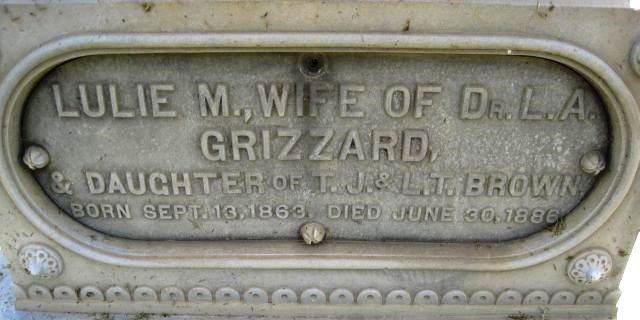 LULIE M., WIFE OF DR. L.A.
GRIZZARD,
& DAUGHTER OF T. J. & L.T. BROWN,
BORN SEPT. 13, 1863. DIED JUNE 30, 1886.